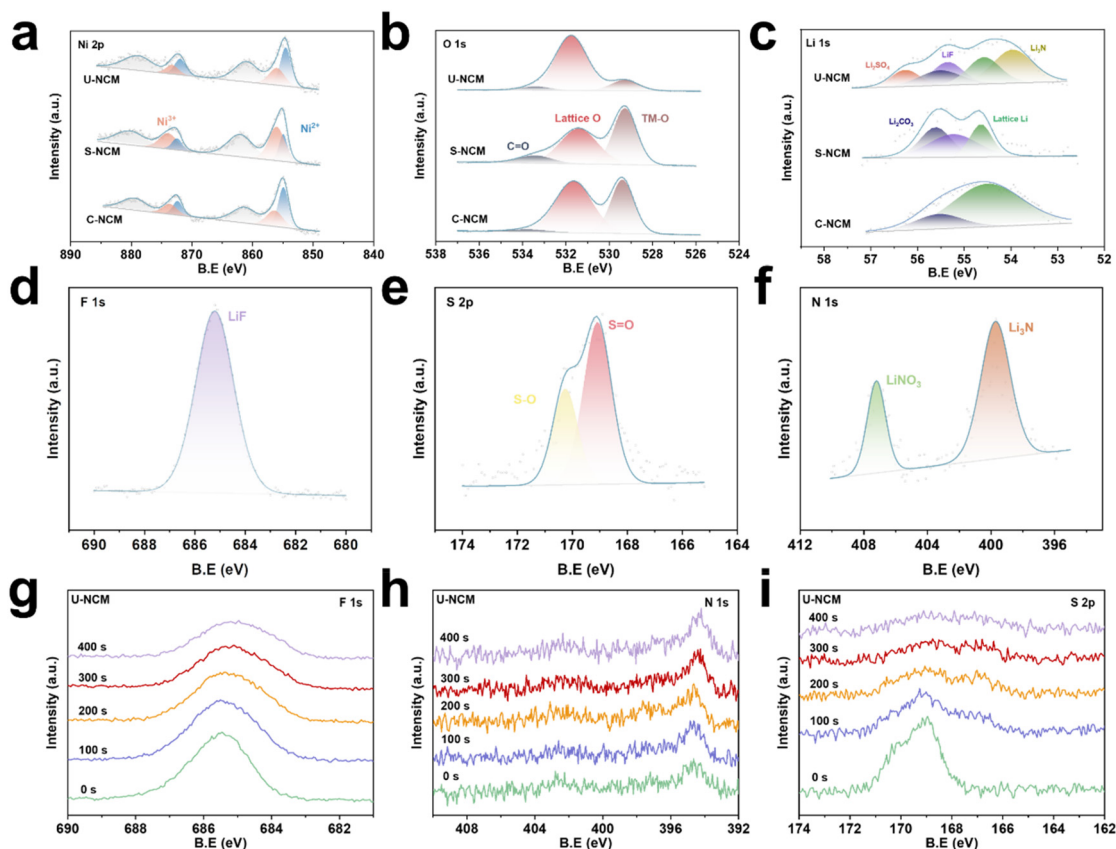 a
Ni 2p
U-NCM
Ni³⁺
Ni²⁺
S-NCM
C-NCM
Intensity (a.u.)
890 880 870 860 850 840
B.E (eV)
b
O 1s
U-NCM
Lattice O
TM-O
C=O
S-NCM
C-NCM
Intensity (a.u.)
538 536 534 532 530 528 526 524
B.E (eV)
c
Li 1s
Li₃N
LiF
Li₂SO₄
U-NCM
Li₂CO₃
Lattice Li
S-NCM
C-NCM
Intensity (a.u.)
58 57 56 55 54 53 52
B.E (eV)
d
F 1s
LiF
Intensity (a.u.)
690 688 686 684 682 680
B.E (eV)
e
S 2p
S=O
S-O
Intensity (a.u.)
174 172 170 168 166 164
B.E (eV)
f
N 1s
Li₃N
LiNO₃
Intensity (a.u.)
412 408 404 400 396
B.E (eV)
g
U-NCM
F 1s
400 s
300 s
200 s
100 s
0 s
Intensity (a.u.)
690 688 686 684 682
B.E (eV)
h
U-NCM
N 1s
400 s
300 s
200 s
100 s
0 s
Intensity (a.u.)
408 404 400 396 392
B.E (eV)
i
U-NCM
S 2p
400 s
300 s
200 s
100 s
0 s
Intensity (a.u.)
174 172 170 168 166 164 162
B.E (eV)